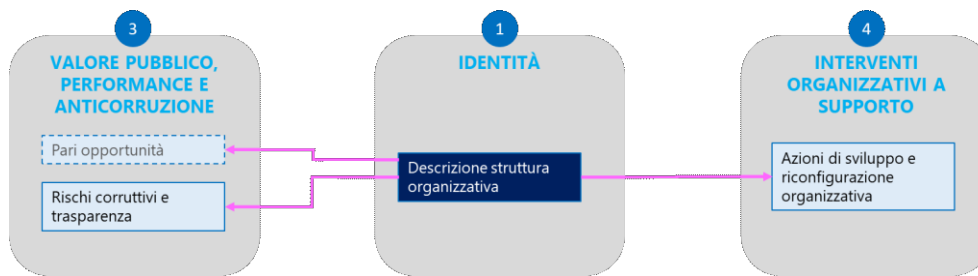 3
VALORE PUBBLICO,
PERFORMANCE E
ANTICORRUZIONE
Pari opportunità
Rischi corruttivi e
trasparenza
1
IDENTITÀ
Descrizione struttura
organizzativa
4
INTERVENTI
ORGANIZZATIVI A
SUPPORTO
Azioni di sviluppo e
riconfigurazione
organizzativa